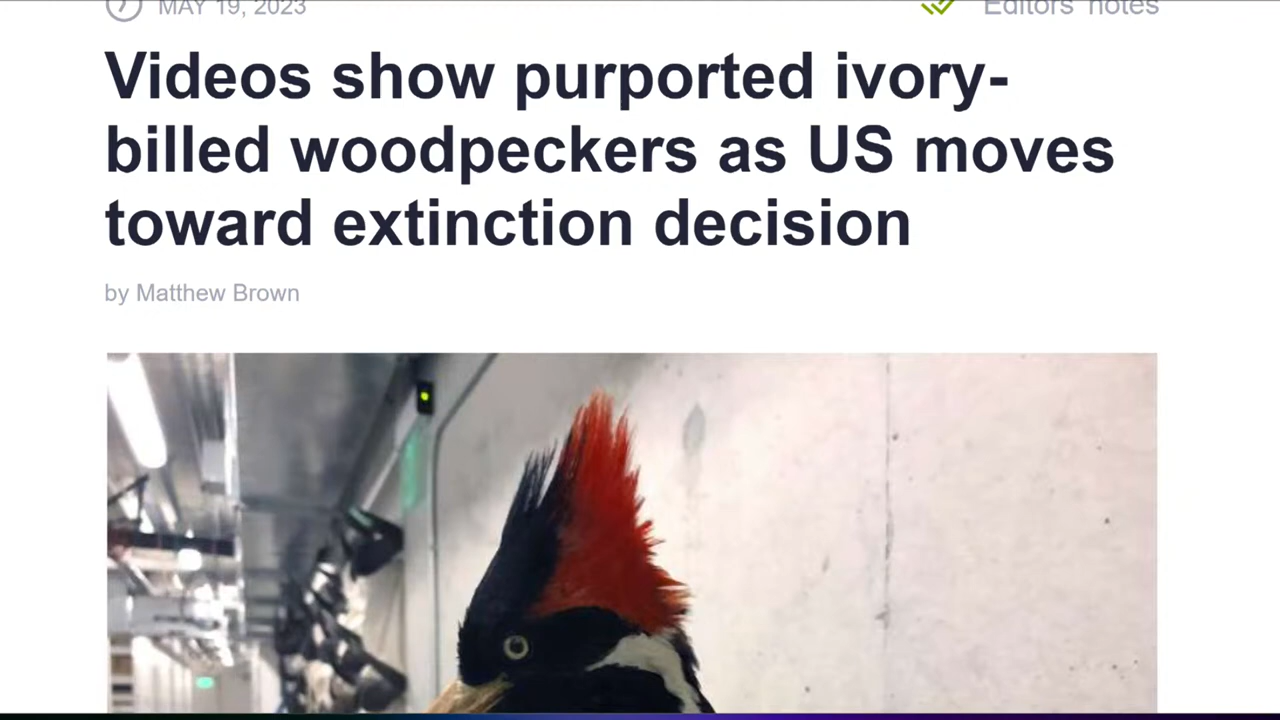 MAY 19, 2023
Editors' notes
Videos show purported ivory-
billed woodpeckers as US moves
toward extinction decision
by Matthew Brown